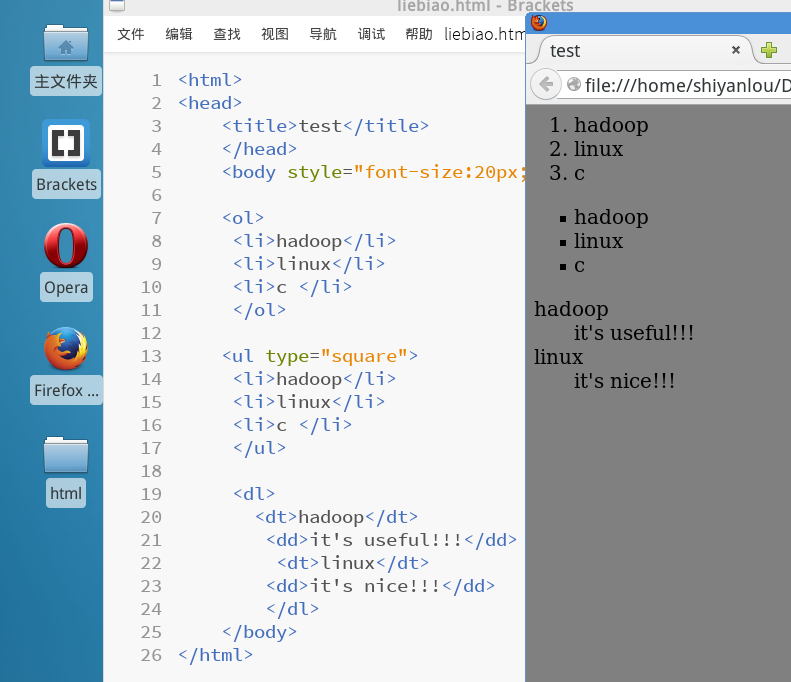 liebiao.html - Brackets
文件 编辑 查找 视图 导航 调试 帮助 liebiao.htm
主文件夹
Brackets
Opera
Firefox ...
html
1 <html>
2 <head>
3 <title>test</title>
4 </head>
5 <body style="font-size:20px;
6
7 <ol>
8 <li>hadoop</li>
9 <li>linux</li>
10 <li>c </li>
11 </ol>
12
13 <ul type="square">
14 <li>hadoop</li>
15 <li>linux</li>
16 <li>c </li>
17 </ul>
18
19 <dl>
20 <dt>hadoop</dt>
21 <dd>it's useful!!!</dd>
22 <dt>linux</dt>
23 <dd>it's nice!!!</dd>
24 </dl>
25 </body>
26 </html>
test
file:///home/shiyanlou/D
1. hadoop
2. linux
3. c
▪ hadoop
▪ linux
▪ c
hadoop
it's useful!!!
linux
it's nice!!!